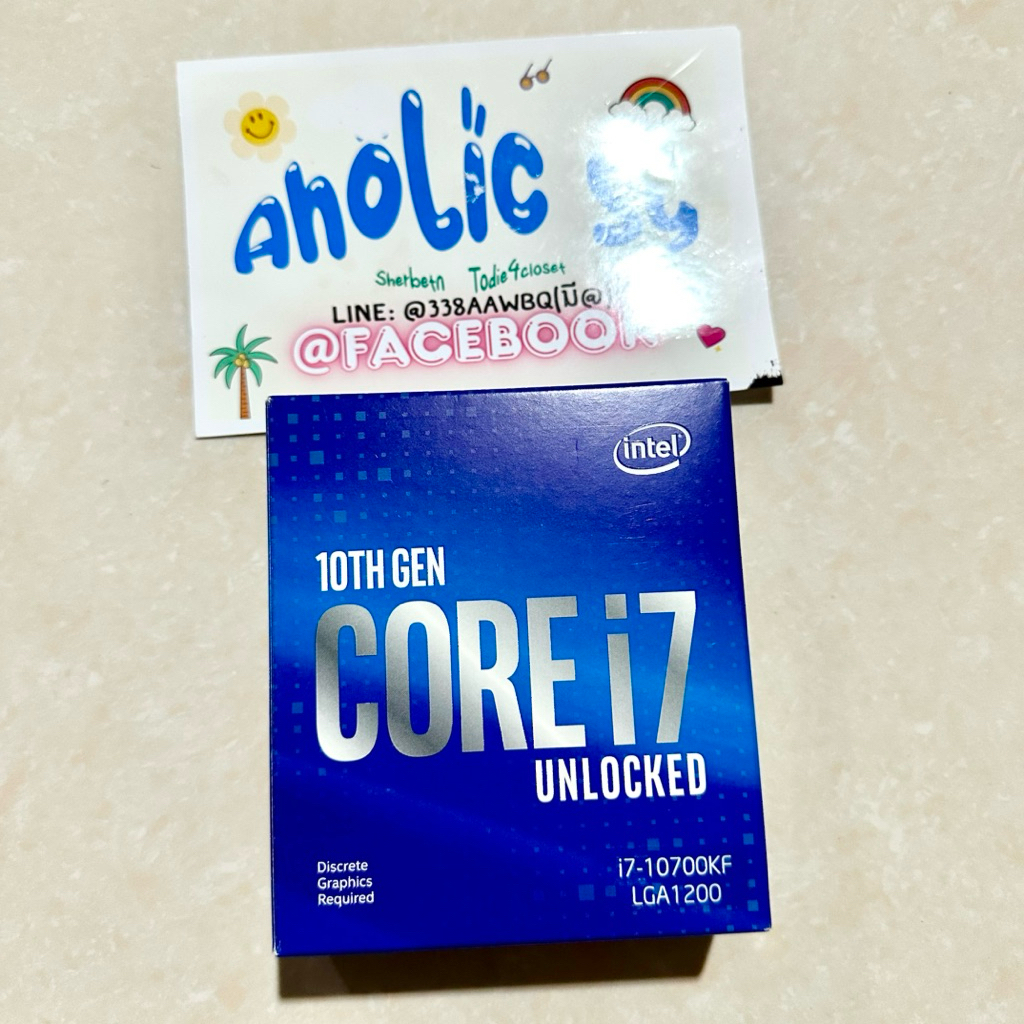 Aholic
Sherbetn Todie4closet
LINE: @338AAWBQ(มี@)
@FACEBOOK
intel
10TH GEN
CORE i7
UNLOCKED
Discrete
Graphics
Required
i7-10700KF
LGA1200